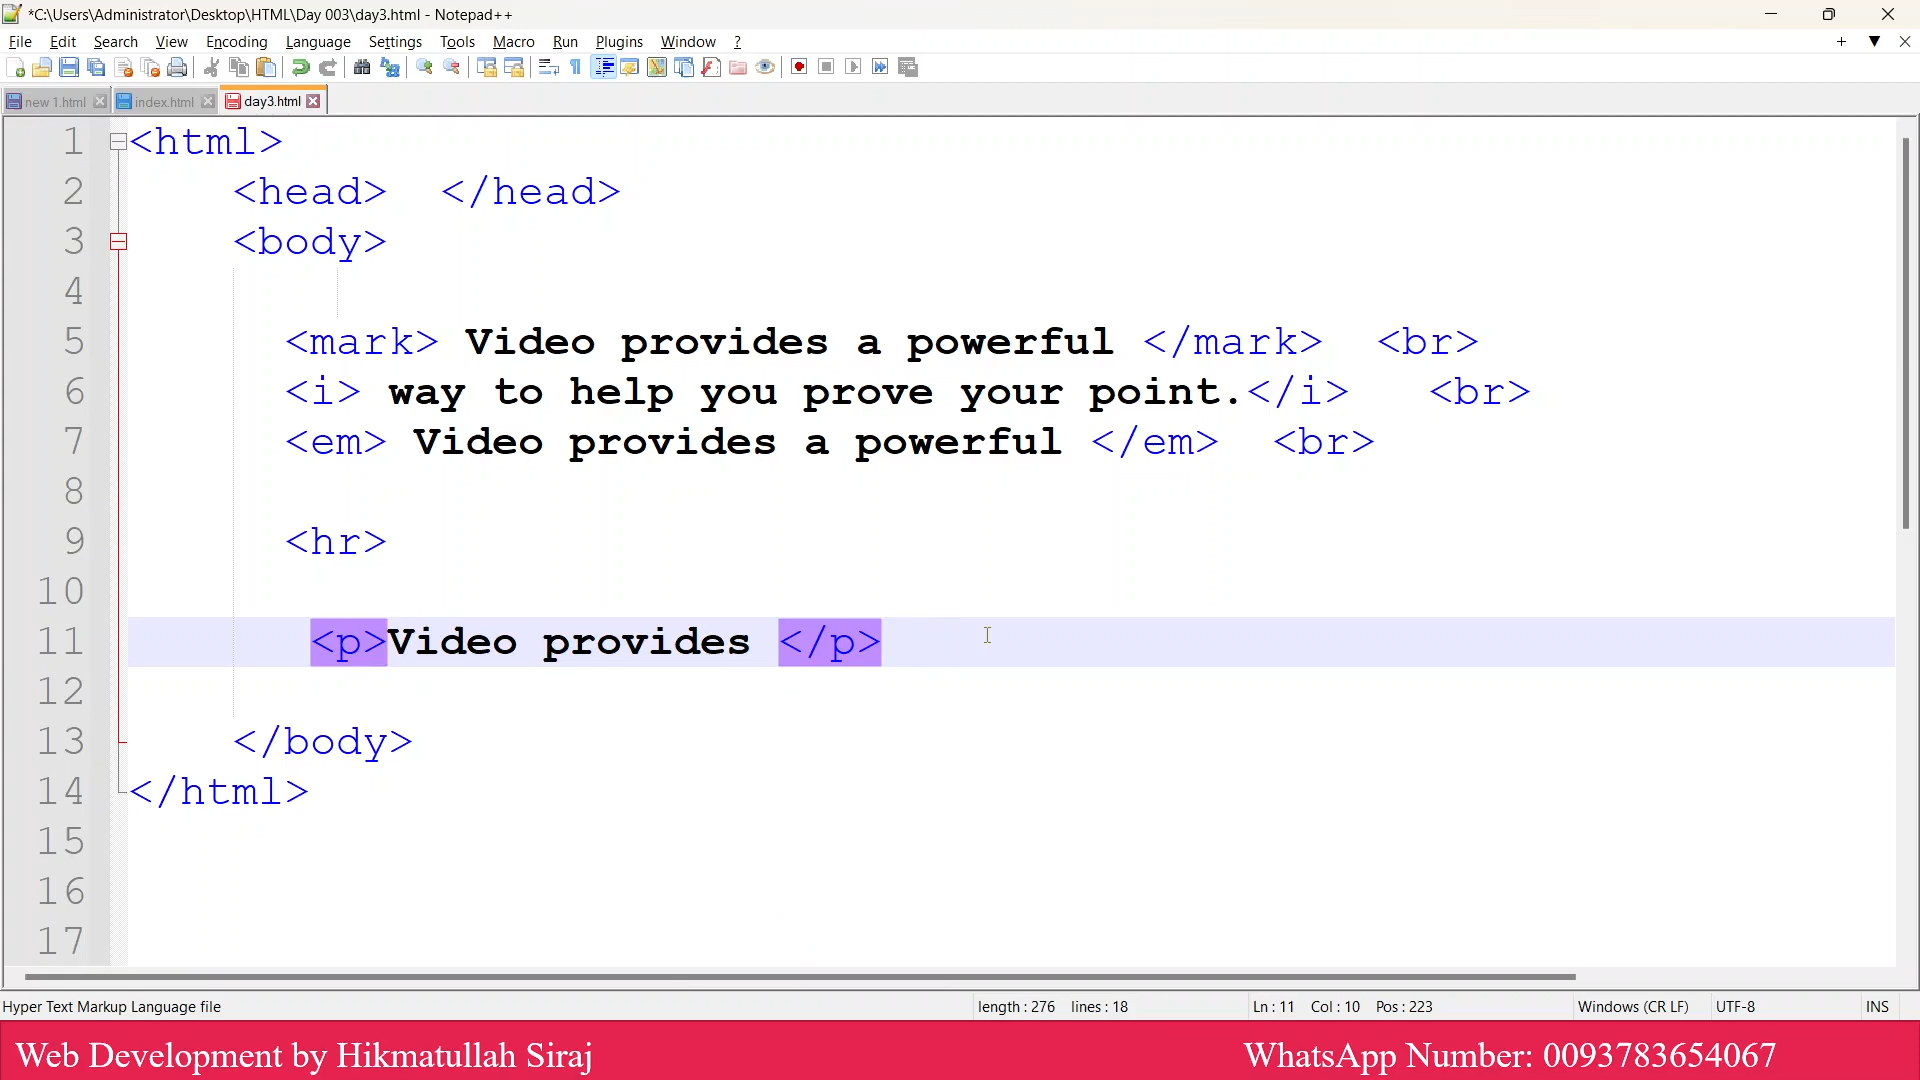 *C:\Users\Administrator\Desktop\HTML\Day 003\day3.html - Notepad++
File Edit Search View Encoding Language Settings Tools Macro Run Plugins Window ?
new 1.html index.html day3.html
1 <html>
2 <head> </head>
3 <body>
4
5 <mark> Video provides a powerful </mark> <br>
6 <i> way to help you prove your point.</i> <br>
7 <em> Video provides a powerful </em> <br>
8
9 <hr>
10
11 <p>Video provides </p>
12
13 </body>
14 </html>
15
16
17
Hyper Text Markup Language file length : 276 lines : 18 Ln : 11 Col : 10 Pos : 223 Windows (CR LF) UTF-8 INS
Web Development by Hikmatullah Siraj WhatsApp Number: 0093783654067